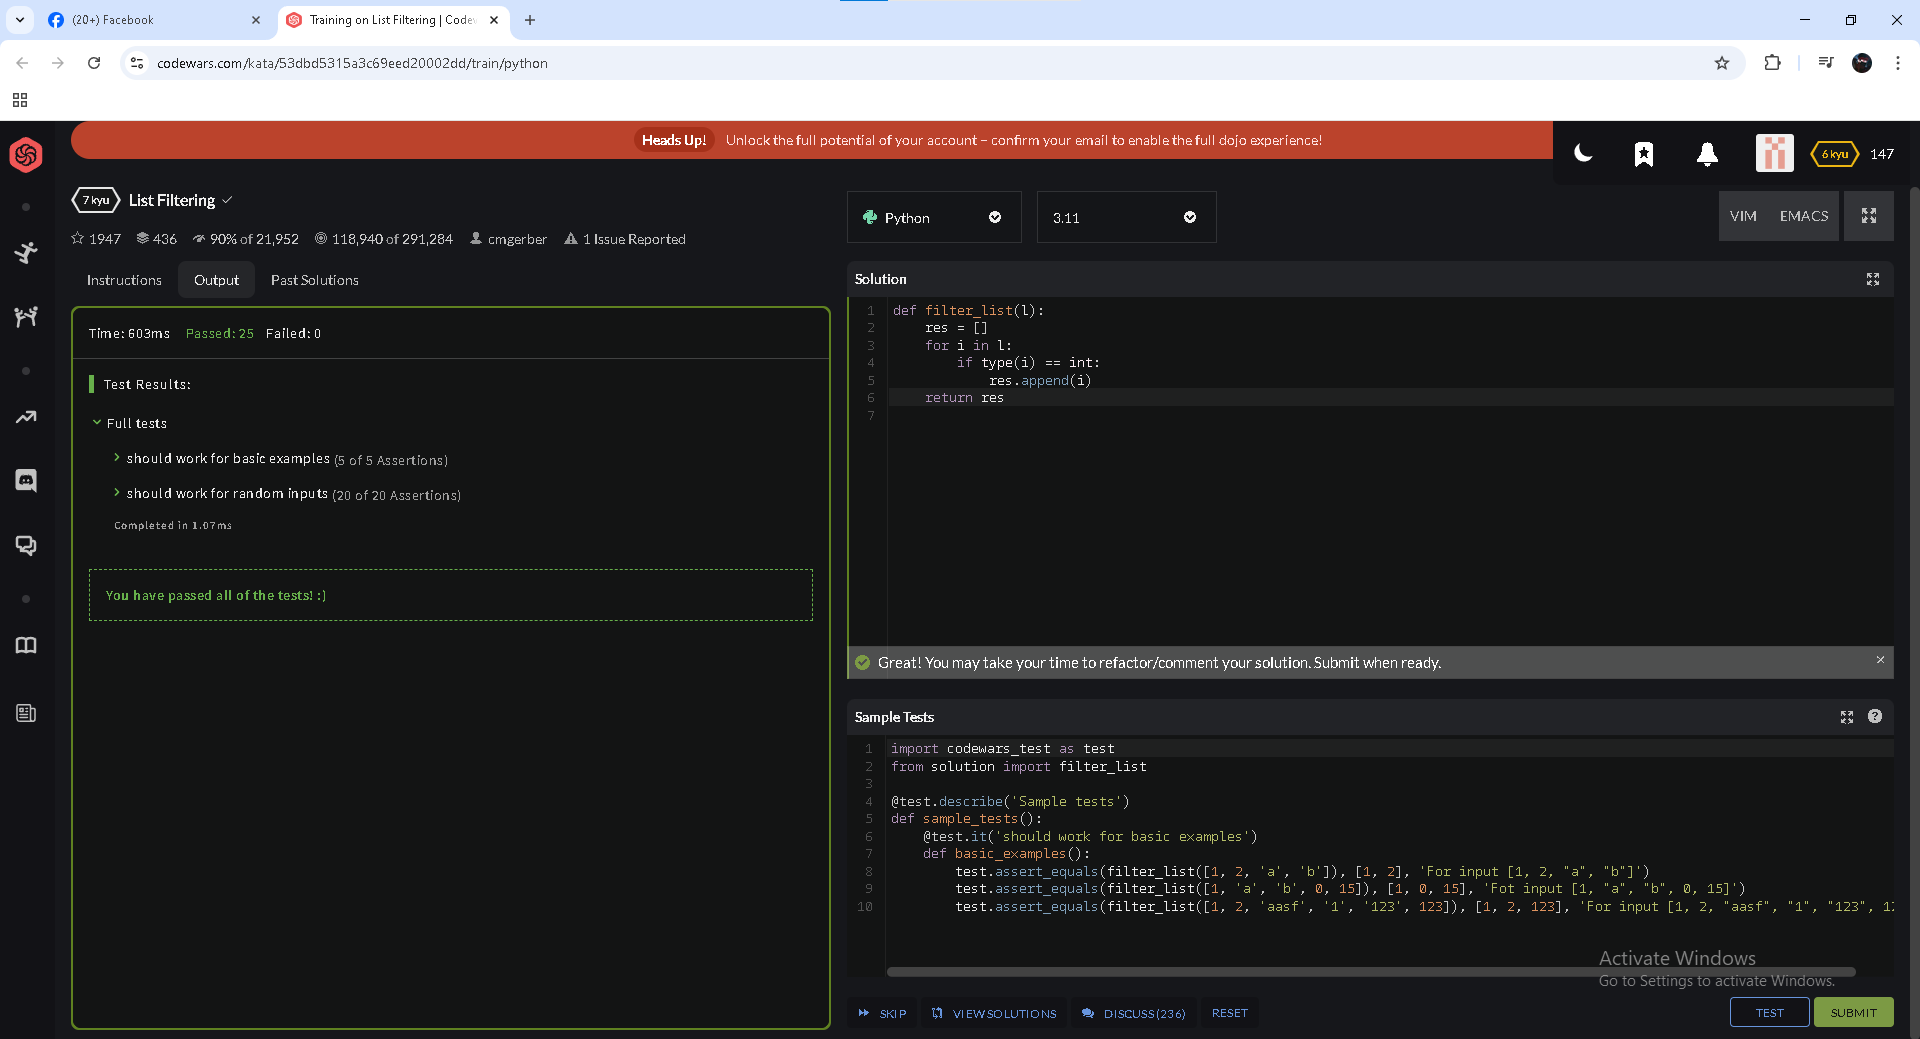 (20+) Facebook
Training on List Filtering | Codew
codewars.com/kata/53dbd5315a3c69eed20002dd/train/python
Heads Up! Unlock the full potential of your account – confirm your email to enable the full dojo experience!
6 kyu 147
7 kyu List Filtering
1947 436 90% of 21,952 118,940 of 291,284 cmgerber 1 Issue Reported
Instructions Output Past Solutions
Time: 603ms Passed: 25 Failed: 0
Test Results:
Full tests
should work for basic examples (5 of 5 Assertions)
should work for random inputs (20 of 20 Assertions)
Completed in 1.07ms
You have passed all of the tests! :)
Python 3.11 VIM EMACS
Solution
1 def filter_list(l):
2     res = []
3     for i in l:
4         if type(i) == int:
5             res.append(i)
6     return res
7
Great! You may take your time to refactor/comment your solution. Submit when ready.
Sample Tests
1 import codewars_test as test
2 from solution import filter_list
3
4 @test.describe('Sample tests')
5 def sample_tests():
6     @test.it('should work for basic examples')
7     def basic_examples():
8         test.assert_equals(filter_list([1, 2, 'a', 'b']), [1, 2], 'For input [1, 2, "a", "b"]')
9         test.assert_equals(filter_list([1, 'a', 'b', 0, 15]), [1, 0, 15], 'Fot input [1, "a", "b", 0, 15]')
10         test.assert_equals(filter_list([1, 2, 'aasf', '1', '123', 123]), [1, 2, 123], 'For input [1, 2, "aasf", "1", "123", 12
Activate Windows
Go to Settings to activate Windows.
SKIP VIEW SOLUTIONS DISCUSS (236) RESET TEST SUBMIT